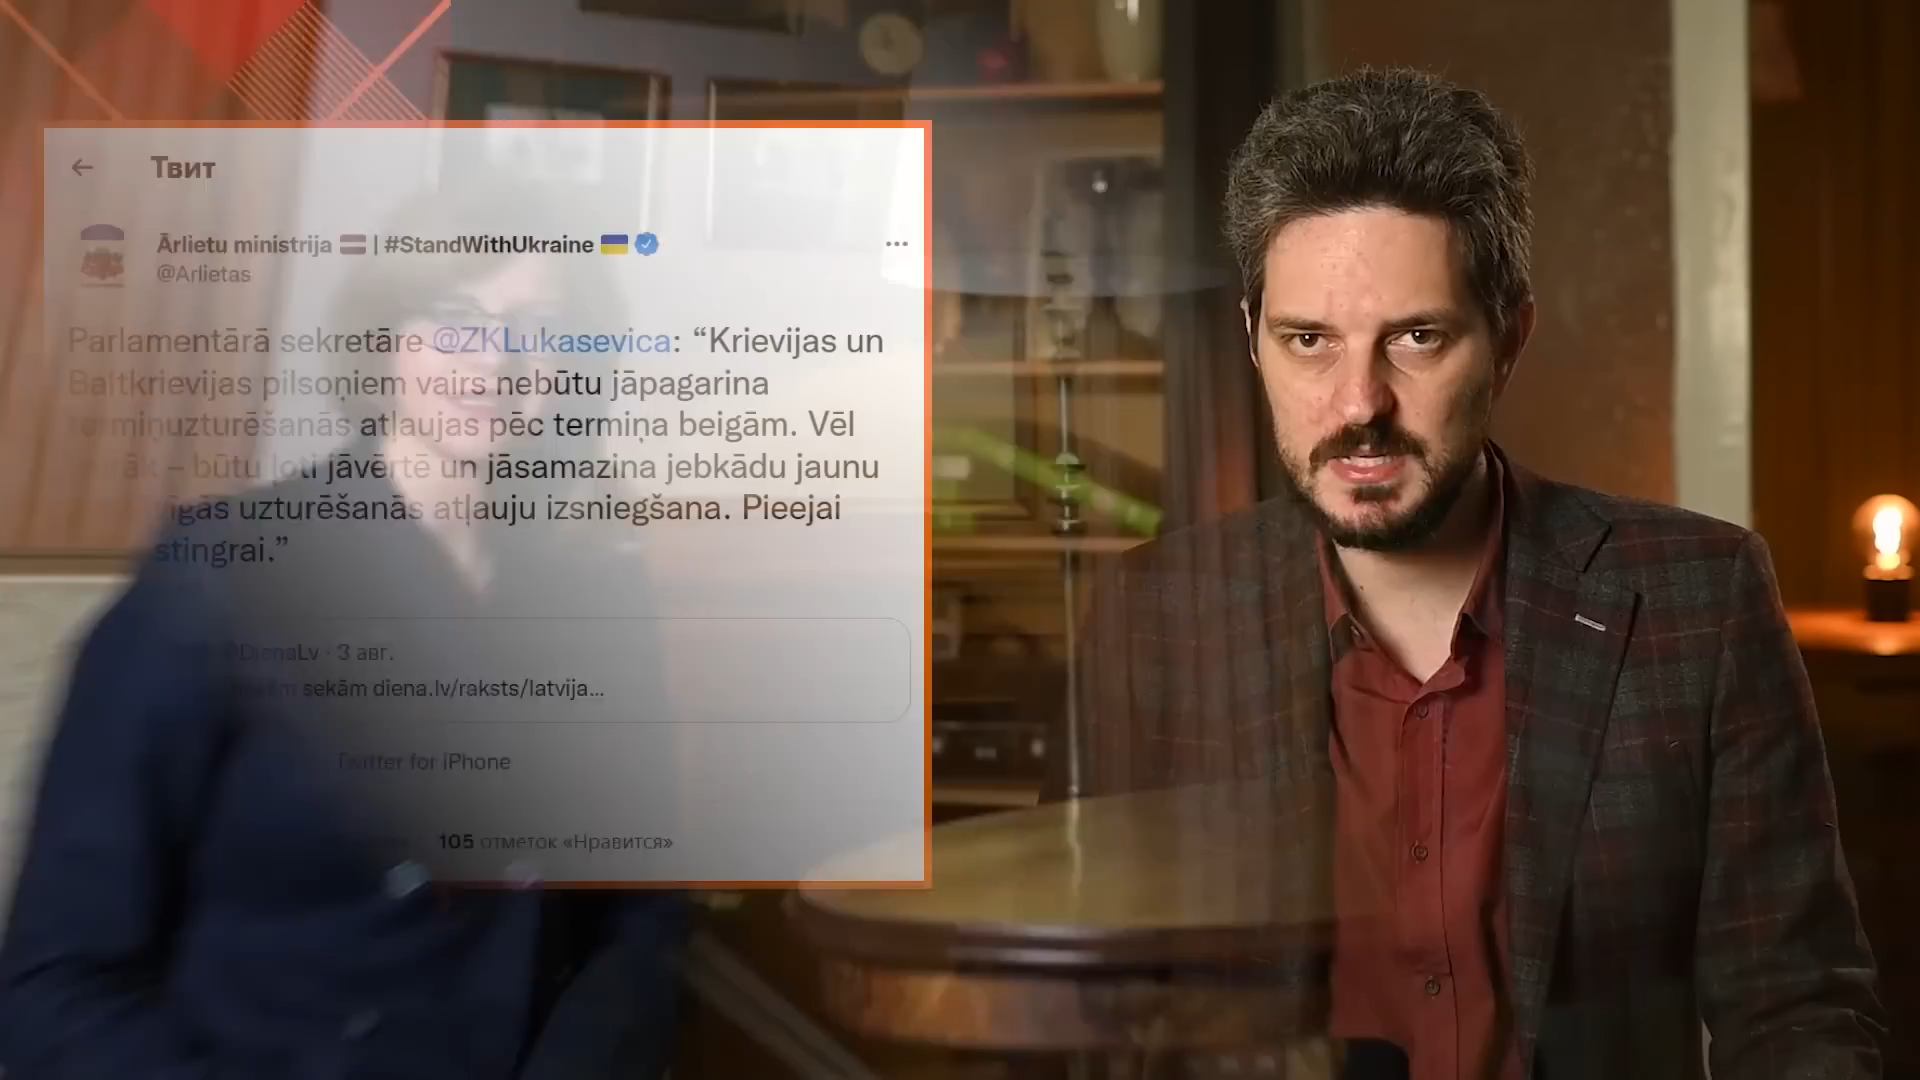 Твит
Ārlietu ministrija | #StandWithUkraine
@Arlietas
Parlamentārā sekretāre @ZKLukasevica: “Krievijas un
Baltkrievijas pilsoņiem vairs nebūtu jāpagarina
termiņuzturēšanās atļaujas pēc termiņa beigām. Vēl
– būtu ļoti jāvērtē un jāsamazina jebkādu jaunu
uzturēšanās atļauju izsniegšana. Pieejai
stingrai.”
@DienaLv · 3 авг.
sekām diena.lv/raksts/latvija...
Twitter for iPhone
105 отметок «Нравится»